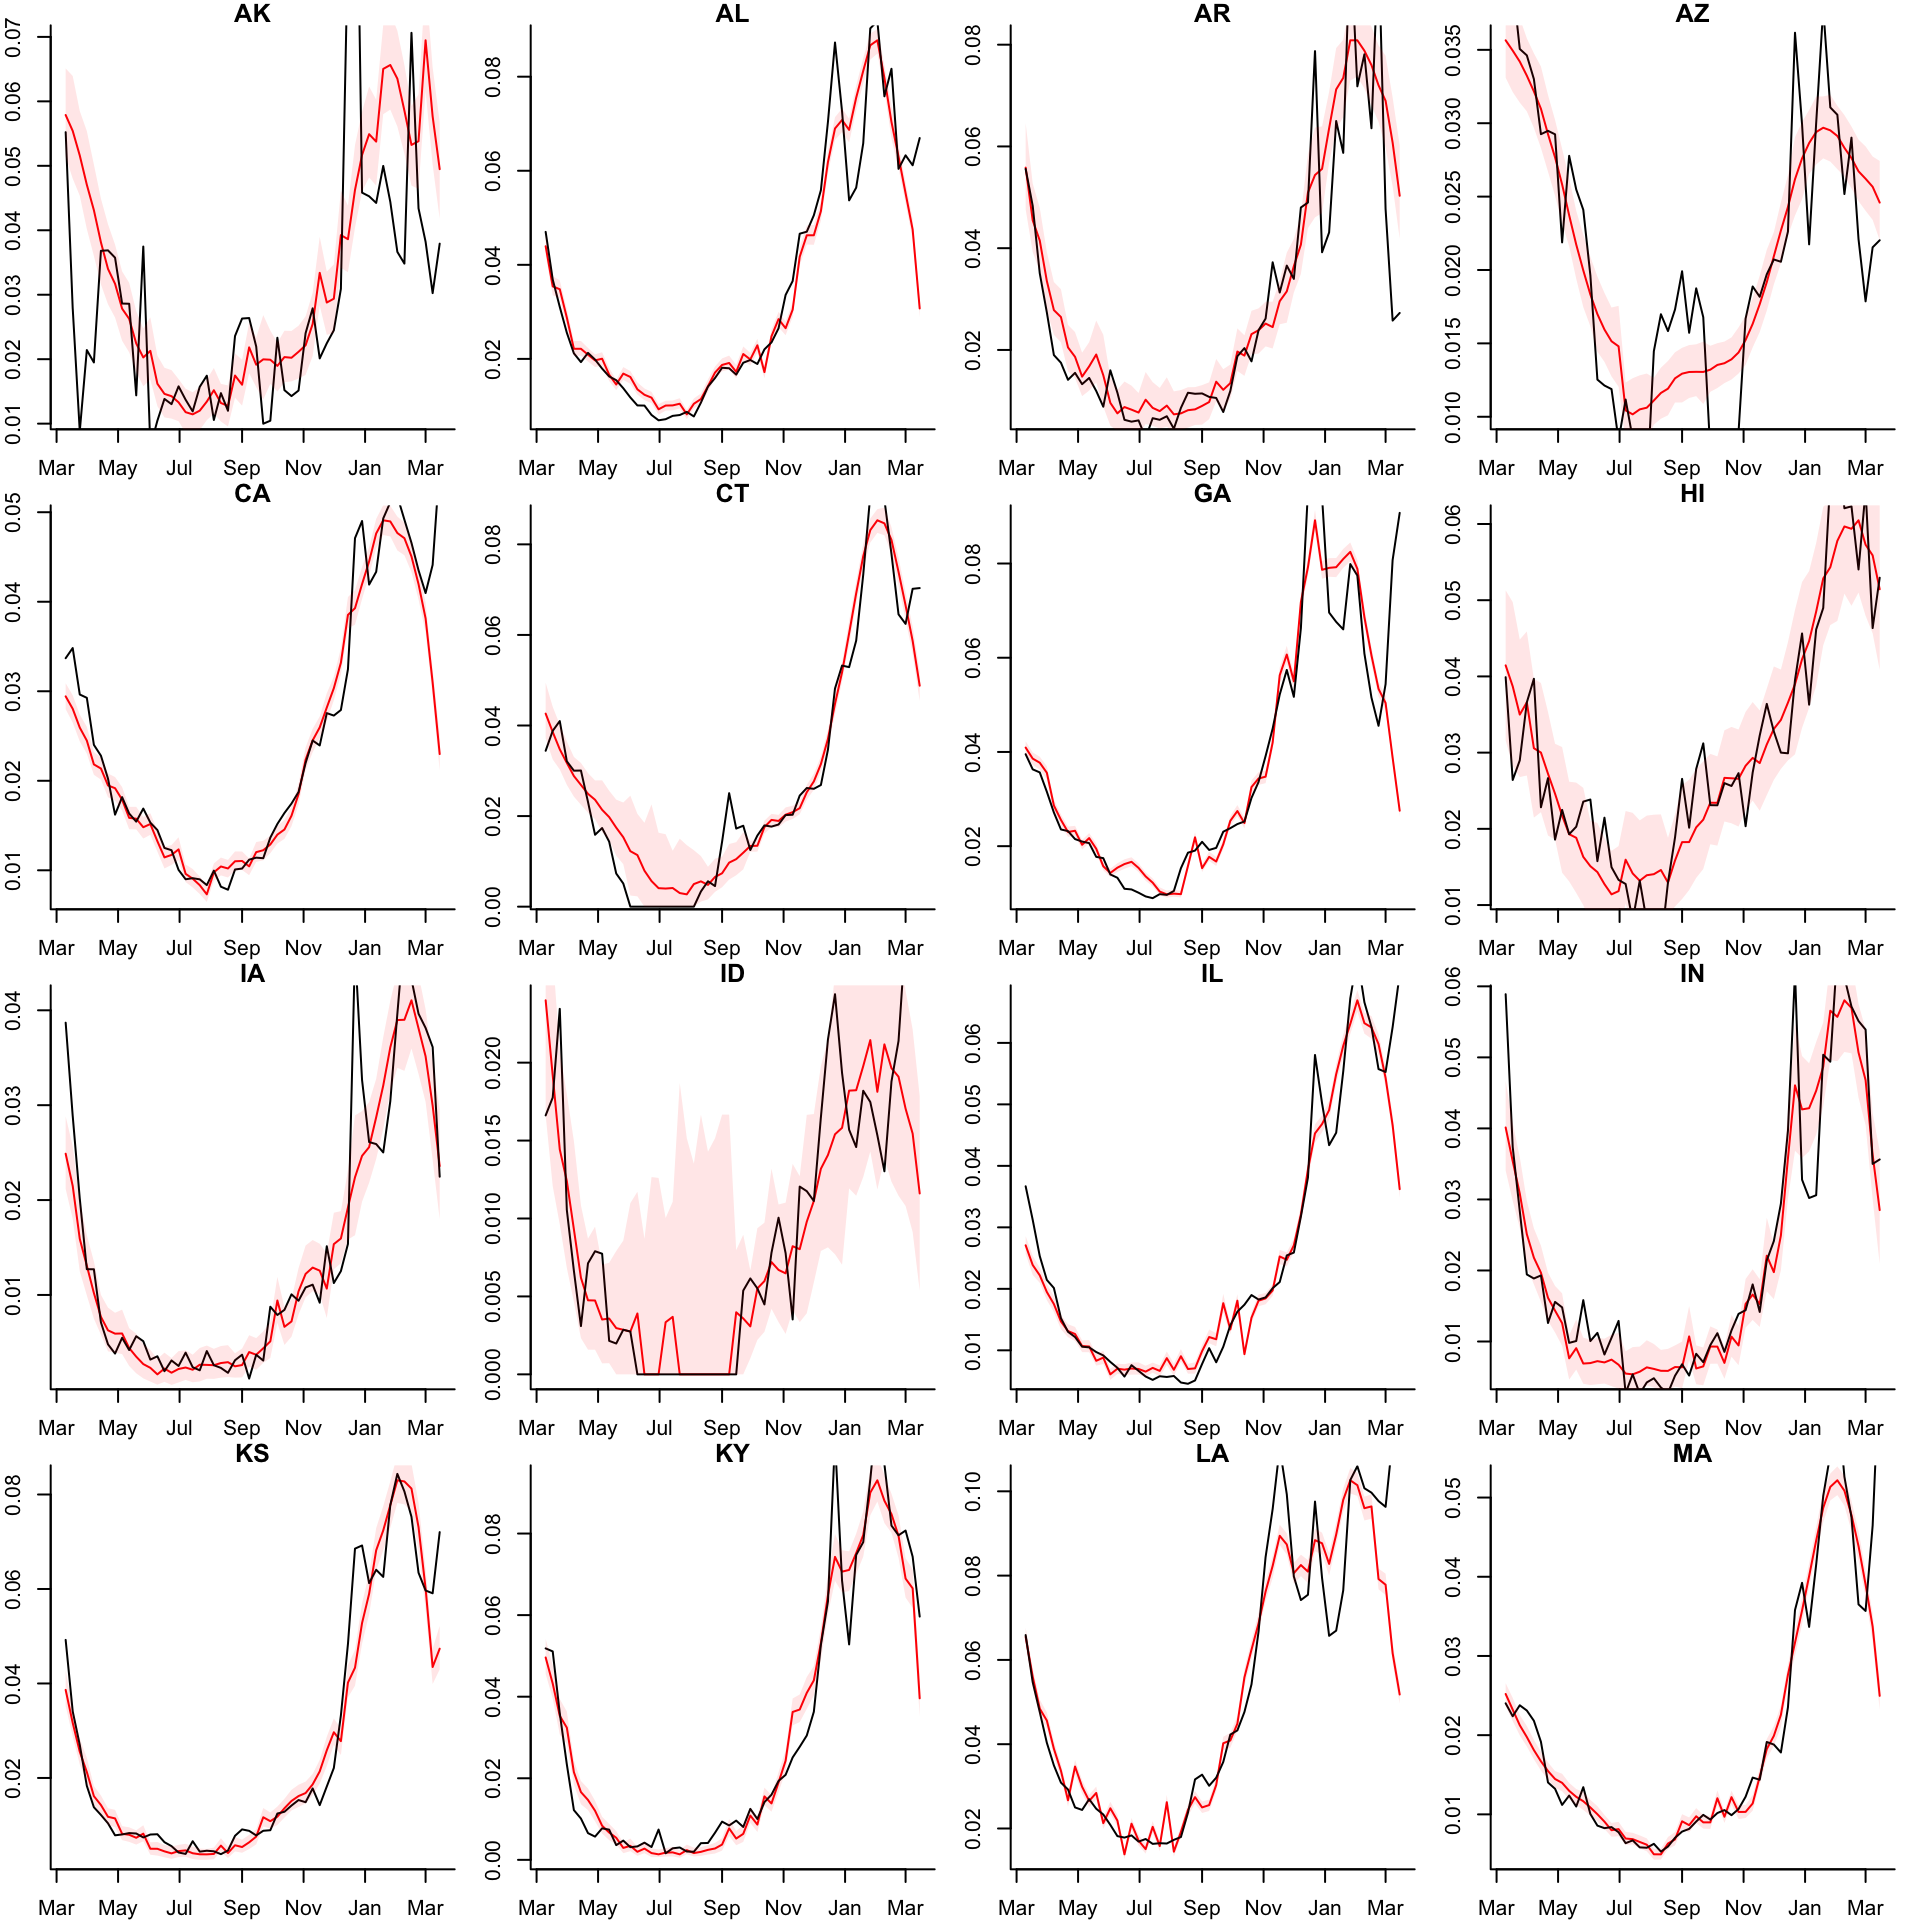 AK AL AR AZ
0.01 0.02 0.03 0.04 0.05 0.06 0.07
0.02 0.04 0.06 0.08
0.02 0.04 0.06 0.08
0.010 0.015 0.020 0.025 0.030 0.035
Mar May Jul Sep Nov Jan Mar
Mar May Jul Sep Nov Jan Mar
Mar May Jul Sep Nov Jan Mar
Mar May Jul Sep Nov Jan Mar
CA CT GA HI
0.01 0.02 0.03 0.04 0.05
0.00 0.02 0.04 0.06 0.08
0.02 0.04 0.06 0.08
0.01 0.02 0.03 0.04 0.05 0.06
Mar May Jul Sep Nov Jan Mar
Mar May Jul Sep Nov Jan Mar
Mar May Jul Sep Nov Jan Mar
Mar May Jul Sep Nov Jan Mar
IA ID IL IN
0.01 0.02 0.03 0.04
0.000 0.005 0.010 0.015 0.020
0.01 0.02 0.03 0.04 0.05 0.06
0.01 0.02 0.03 0.04 0.05 0.06
Mar May Jul Sep Nov Jan Mar
Mar May Jul Sep Nov Jan Mar
Mar May Jul Sep Nov Jan Mar
Mar May Jul Sep Nov Jan Mar
KS KY LA MA
0.02 0.04 0.06 0.08
0.00 0.02 0.04 0.06 0.08
0.02 0.04 0.06 0.08 0.10
0.01 0.02 0.03 0.04 0.05
Mar May Jul Sep Nov Jan Mar
Mar May Jul Sep Nov Jan Mar
Mar May Jul Sep Nov Jan Mar
Mar May Jul Sep Nov Jan Mar